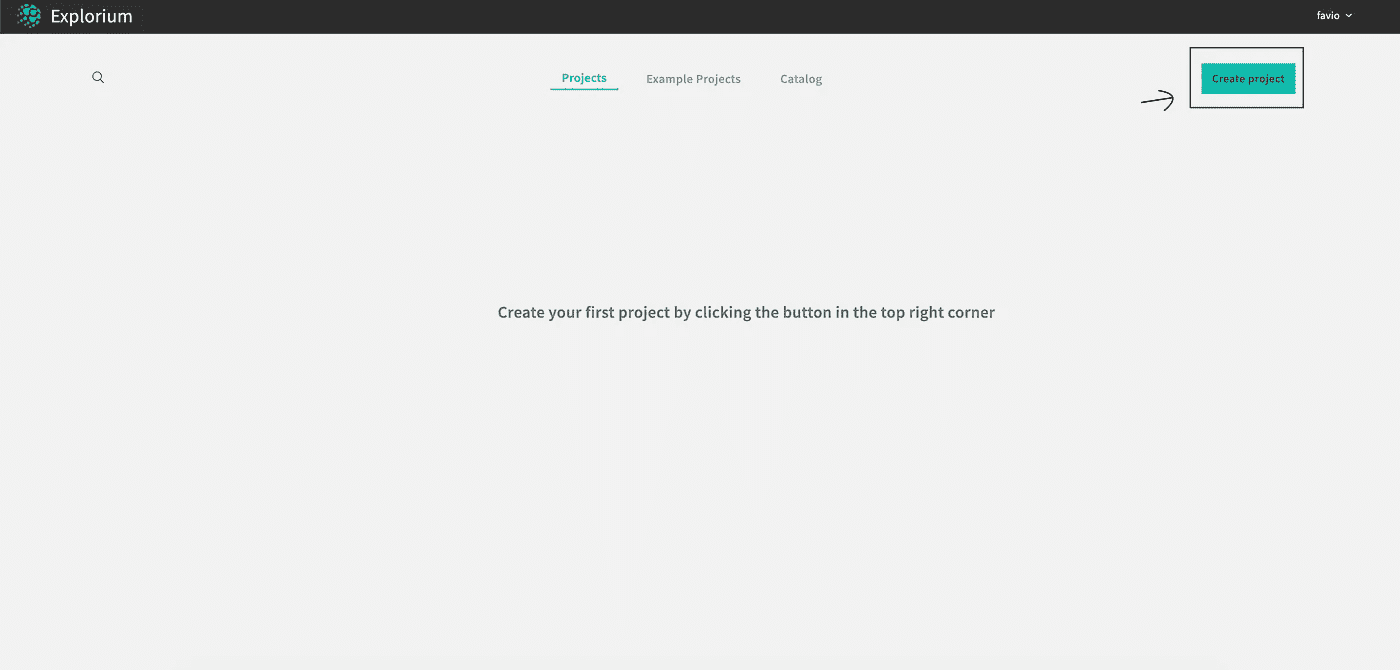 Explorium
favio
Projects
Example Projects
Catalog
Create project
Create your first project by clicking the button in the top right corner